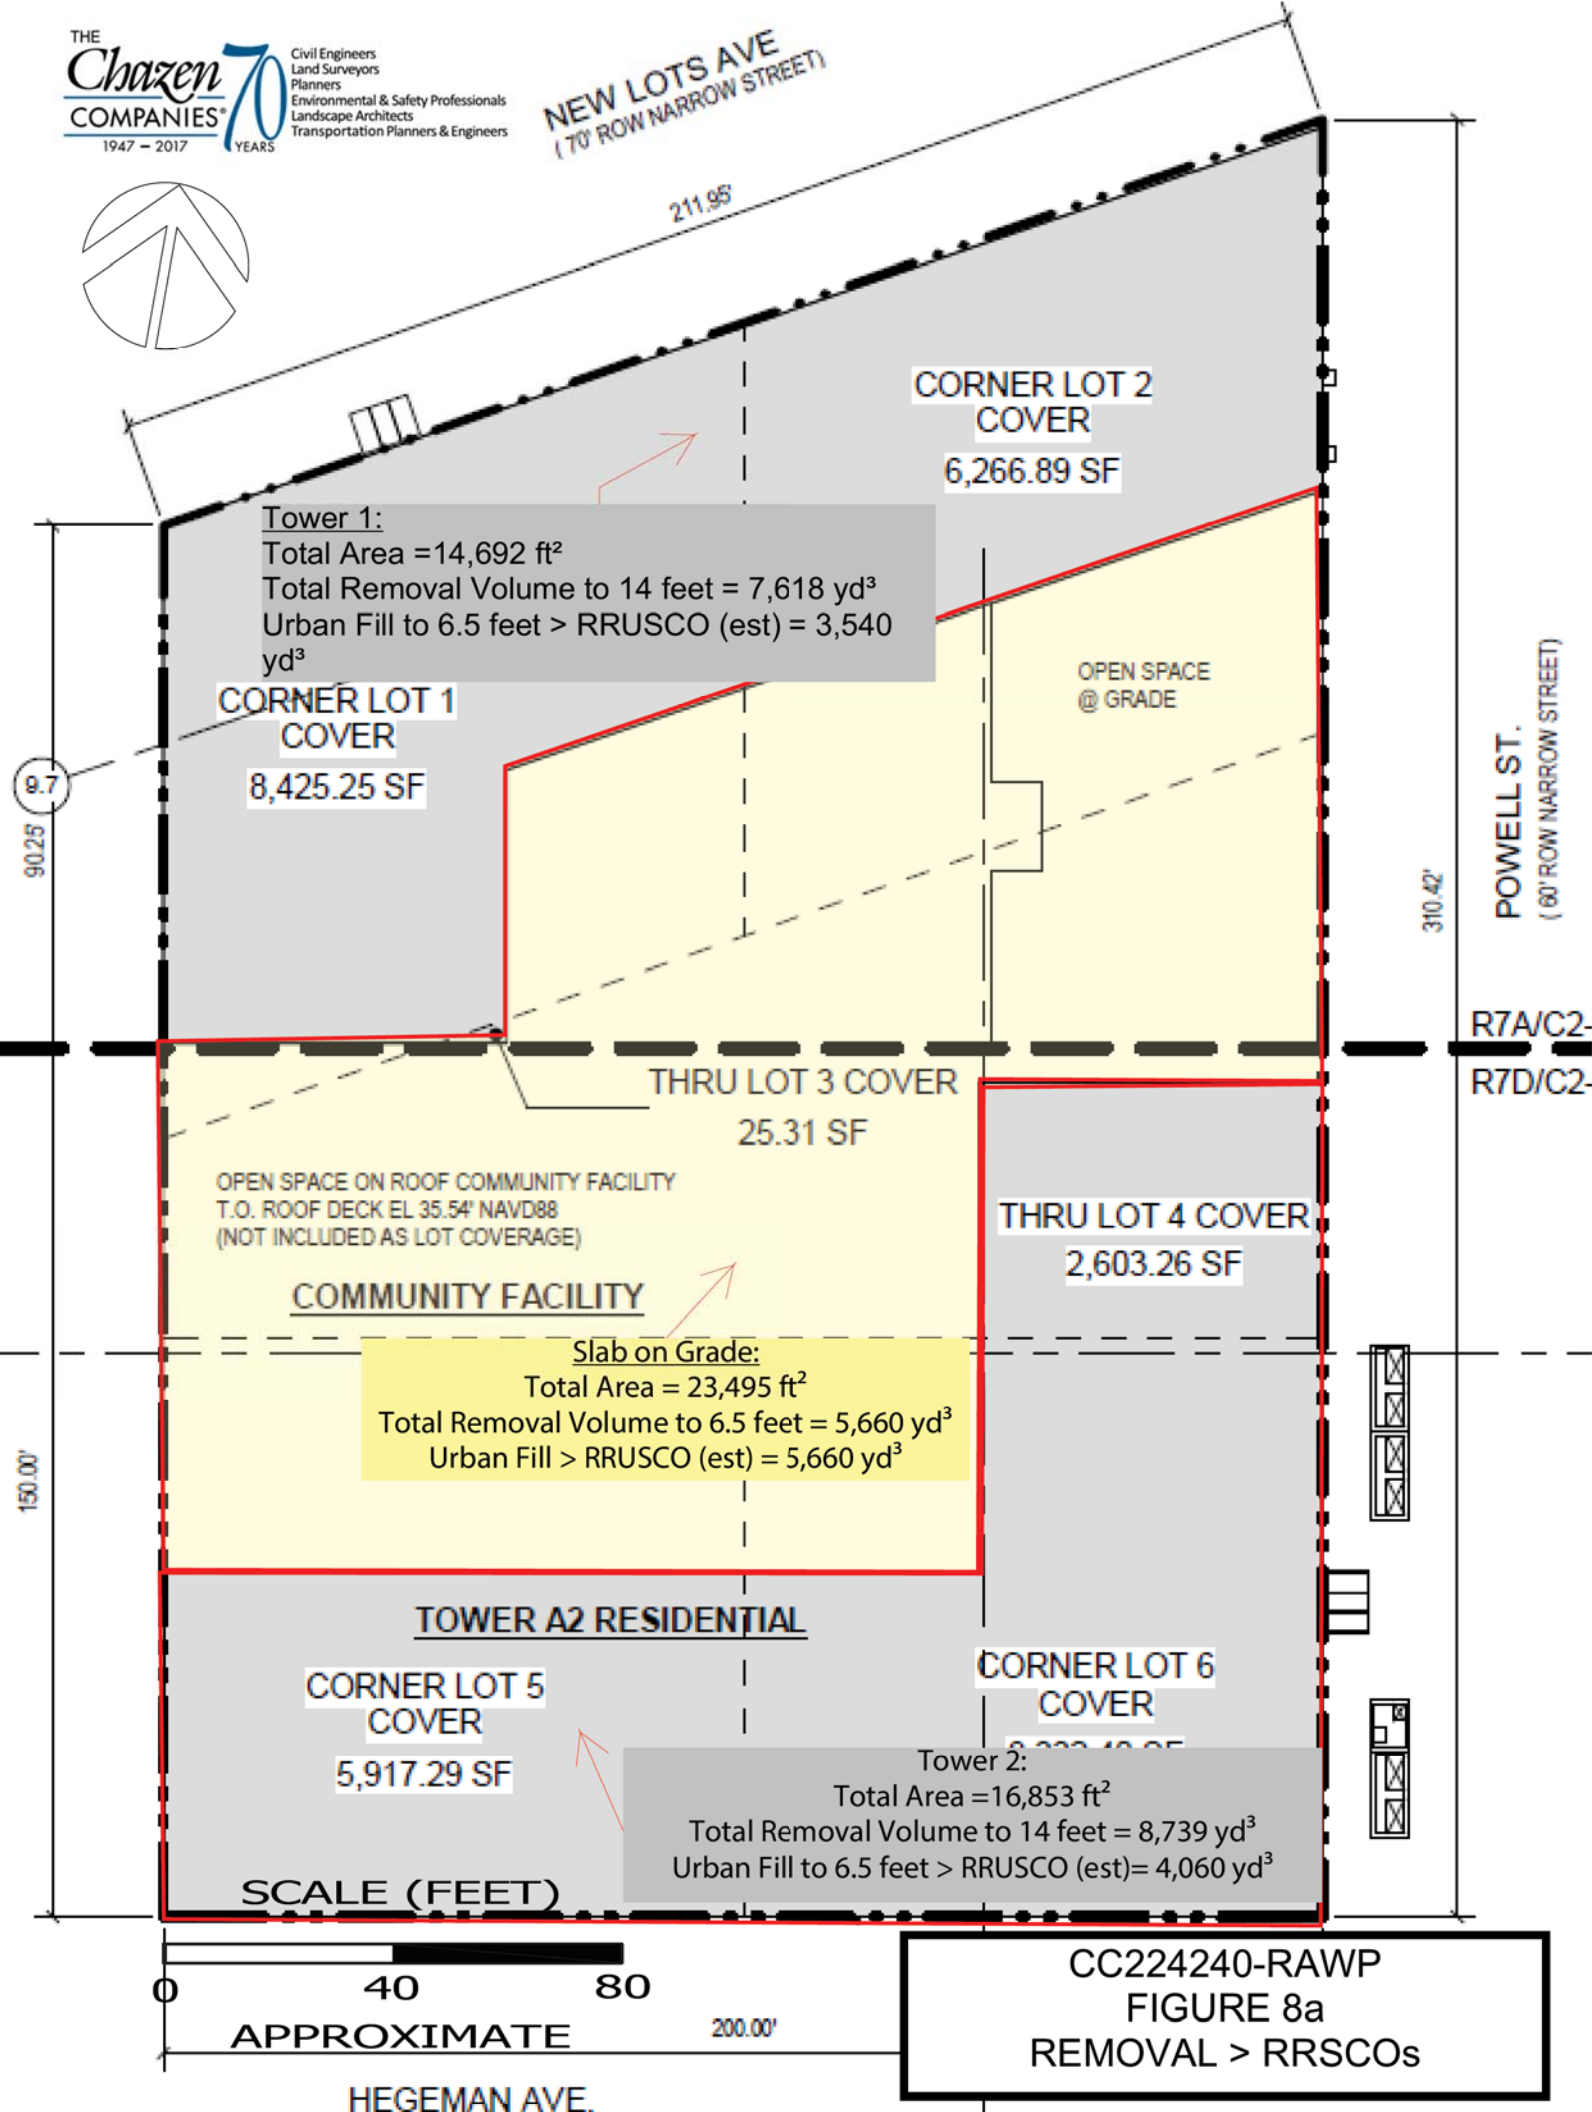 THE
Chazen
COMPANIES®
1947 – 2017
70
YEARS
Civil Engineers
Land Surveyors
Planners
Environmental & Safety Professionals
Landscape Architects
Transportation Planners & Engineers
NEW LOTS AVE
( 70' ROW NARROW STREET)
211.95'
CORNER LOT 2
COVER
6,266.89 SF
Tower 1:
Total Area =14,692 ft²
Total Removal Volume to 14 feet = 7,618 yd³
Urban Fill to 6.5 feet > RRUSCO (est) = 3,540
yd³
OPEN SPACE
@ GRADE
CORNER LOT 1
COVER
8,425.25 SF
9.7
90.25'
310.42'
POWELL ST.
( 60' ROW NARROW STREET)
R7A/C2-
R7D/C2-
THRU LOT 3 COVER
25.31 SF
OPEN SPACE ON ROOF COMMUNITY FACILITY
T.O. ROOF DECK EL 35.54' NAVD88
(NOT INCLUDED AS LOT COVERAGE)
COMMUNITY FACILITY
THRU LOT 4 COVER
2,603.26 SF
Slab on Grade:
Total Area = 23,495 ft²
Total Removal Volume to 6.5 feet = 5,660 yd³
Urban Fill > RRUSCO (est) = 5,660 yd³
150.00'
TOWER A2 RESIDENTIAL
CORNER LOT 5
COVER
5,917.29 SF
CORNER LOT 6
COVER
SF
Tower 2:
Total Area =16,853 ft²
Total Removal Volume to 14 feet = 8,739 yd³
Urban Fill to 6.5 feet > RRUSCO (est)= 4,060 yd³
SCALE (FEET)
0 40 80
APPROXIMATE
200.00'
HEGEMAN AVE.
CC224240-RAWP
FIGURE 8a
REMOVAL > RRSCOs